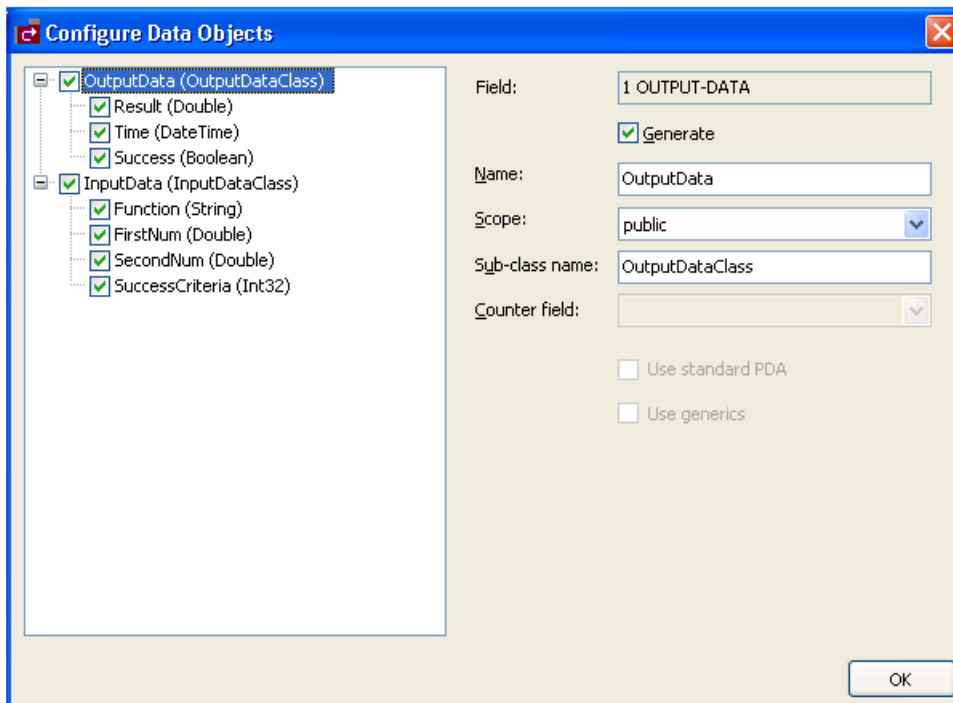 Configure Data Objects
OutputData (OutputDataClass)
Result (Double)
Time (DateTime)
Success (Boolean)
InputData (InputDataClass)
Function (String)
FirstNum (Double)
SecondNum (Double)
SuccessCriteria (Int32)
Field: 1 OUTPUT-DATA
Generate
Name: OutputData
Scope: public
Sub-class name: OutputDataClass
Counter field:
Use standard PDA
Use generics
OK